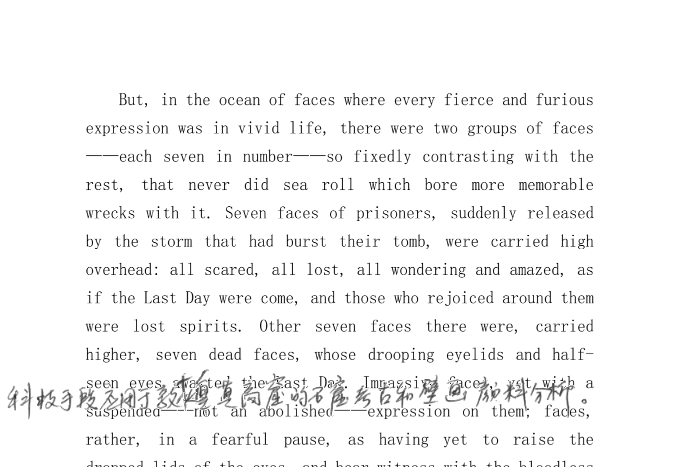 But, in the ocean of faces where every fierce and furious
expression was in vivid life, there were two groups of faces
——each seven in number——so fixedly contrasting with the
rest, that never did sea roll which bore more memorable
wrecks with it. Seven faces of prisoners, suddenly released
by the storm that had burst their tomb, were carried high
overhead: all scared, all lost, all wondering and amazed, as
if the Last Day were come, and those who rejoiced around them
were lost spirits. Other seven faces there were, carried
higher, seven dead faces, whose drooping eyelids and half-
seen eyes awaited the Last Day. Impassive faces, yet with a
科技手段应用于敦煌莫高窟的石窟考古和壁画颜料分析。
suspended——not an abolished——expression on them; faces,
rather, in a fearful pause, as having yet to raise the
dropped lids of the eyes, and bear witness with the bloodless